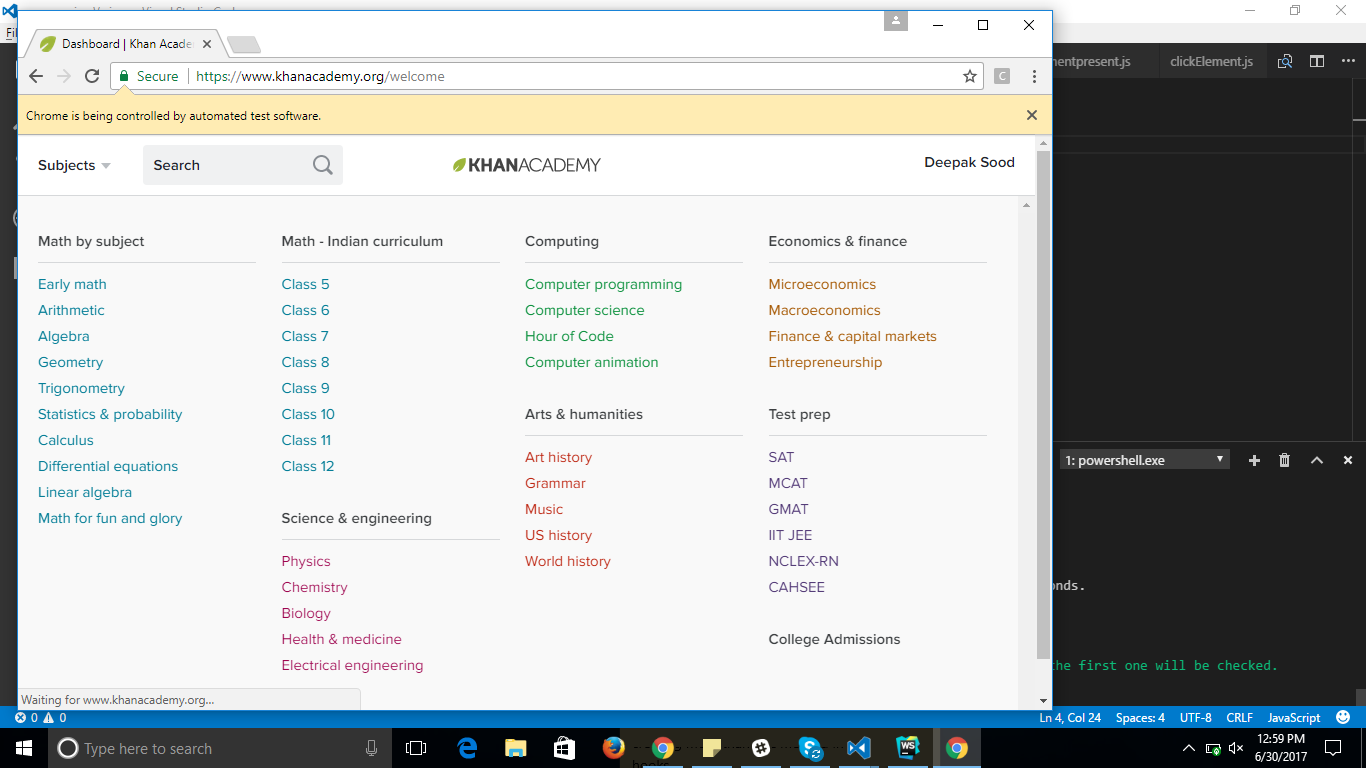 Fil
Dashboard | Khan Acade
Secure
https://www.khanacademy.org/welcome
C
mentpresent.js
clickElement.js
Chrome is being controlled by automated test software.
Subjects
Search
KHANACADEMY
Deepak Sood
Math by subject
Early math
Arithmetic
Algebra
Geometry
Trigonometry
Statistics & probability
Calculus
Differential equations
Linear algebra
Math for fun and glory
Math - Indian curriculum
Class 5
Class 6
Class 7
Class 8
Class 9
Class 10
Class 11
Class 12
Science & engineering
Physics
Chemistry
Biology
Health & medicine
Electrical engineering
Computing
Computer programming
Computer science
Hour of Code
Computer animation
Arts & humanities
Art history
Grammar
Music
US history
World history
Economics & finance
Microeconomics
Macroeconomics
Finance & capital markets
Entrepreneurship
Test prep
SAT
MCAT
GMAT
IIT JEE
NCLEX-RN
CAHSEE
College Admissions
1: powershell.exe
onds.
the first one will be checked.
Waiting for www.khanacademy.org...
0 0
Ln 4, Col 24 Spaces: 4 UTF-8 CRLF JavaScript
Type here to search
WS
12:59 PM
6/30/2017